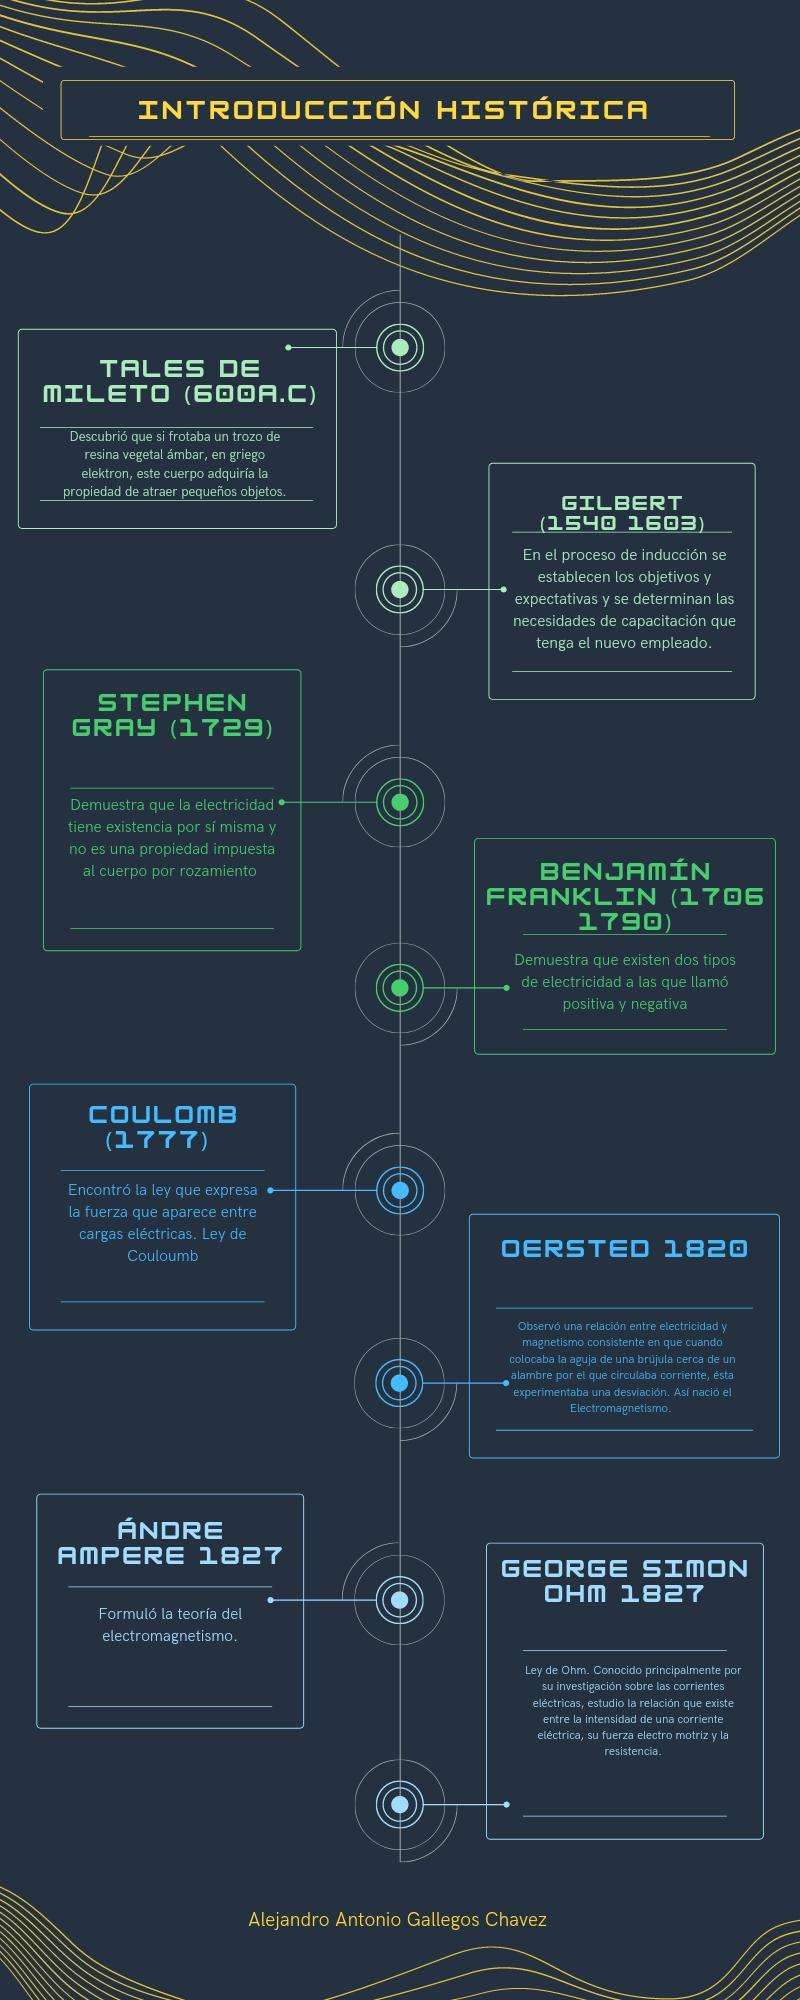 INTRODUCCIÓN HISTÓRICA
TALES DE
MILETO (600A.C)
Descubrió que si frotaba un trozo de
resina vegetal ámbar, en griego
elektron, este cuerpo adquiría la
propiedad de atraer pequeños objetos.
GILBERT
(1540 1603)
En el proceso de inducción se
establecen los objetivos y
expectativas y se determinan las
necesidades de capacitación que
tenga el nuevo empleado.
STEPHEN
GRAY (1729)
Demuestra que la electricidad
tiene existencia por sí misma y
no es una propiedad impuesta
al cuerpo por rozamiento
BENJAMÍN
FRANKLIN (1706
1790)
Demuestra que existen dos tipos
de electricidad a las que llamó
positiva y negativa
COULOMB
(1777)
Encontró la ley que expresa
la fuerza que aparece entre
cargas eléctricas. Ley de
Couloumb
OERSTED 1820
Observó una relación entre electricidad y
magnetismo consistente en que cuando
colocaba la aguja de una brújula cerca de un
alambre por el que circulaba corriente, ésta
experimentaba una desviación. Así nació el
Electromagnetismo.
ÁNDRE
AMPERE 1827
Formuló la teoría del
electromagnetismo.
GEORGE SIMON
OHM 1827
Ley de Ohm. Conocido principalmente por
su investigación sobre las corrientes
eléctricas, estudio la relación que existe
entre la intensidad de una corriente
eléctrica, su fuerza electro motriz y la
resistencia.
Alejandro Antonio Gallegos Chavez